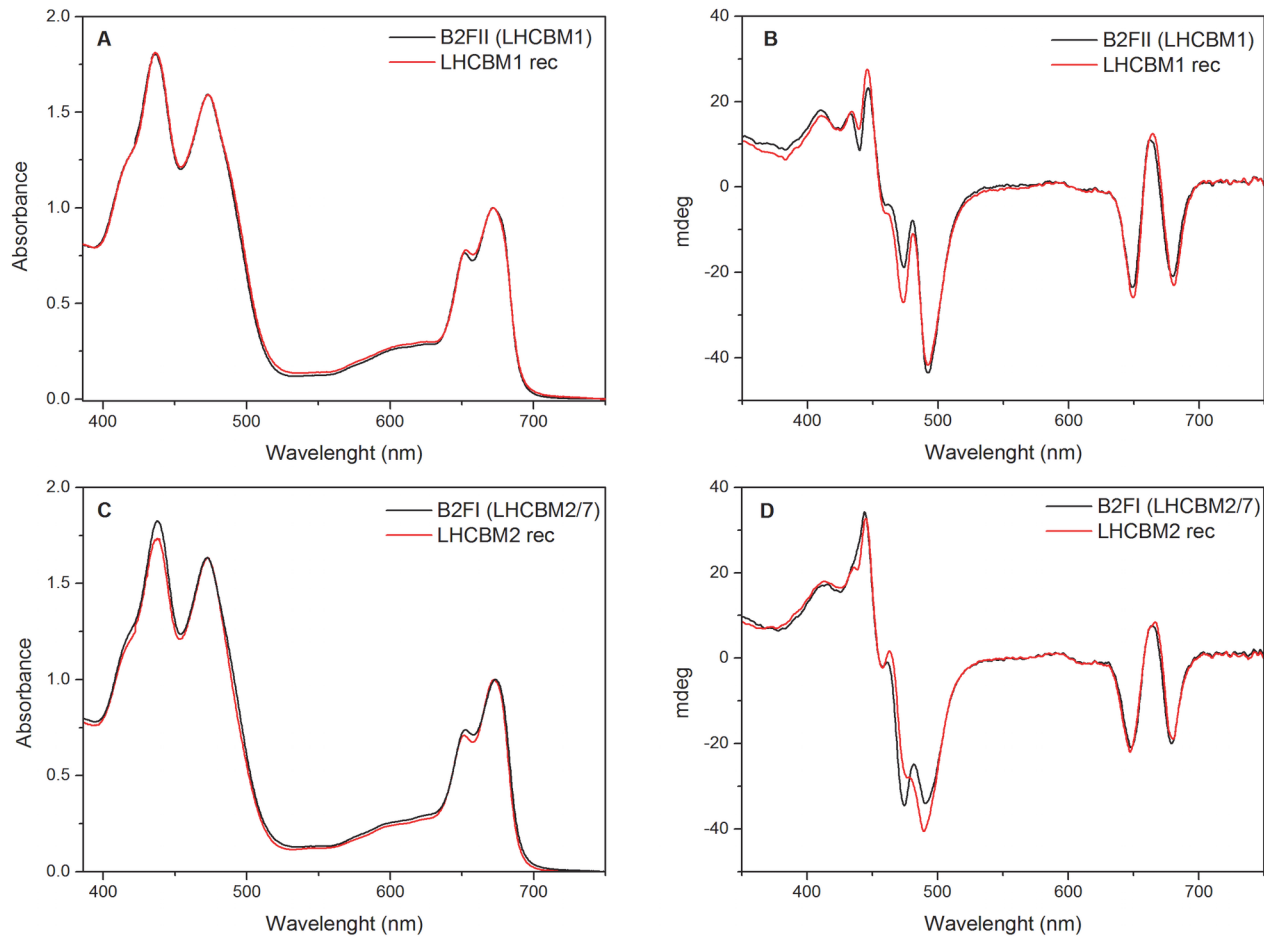 A
B2FII (LHCBM1)
LHCBM1 rec
2.0
1.5
1.0
0.5
0.0
Absorbance
400
500
600
700
Wavelenght (nm)
B
B2FII (LHCBM1)
LHCBM1 rec
40
20
0
-20
-40
mdeg
400
500
600
700
Wavelenght (nm)
C
B2FI (LHCBM2/7)
LHCBM2 rec
2.0
1.5
1.0
0.5
0.0
Absorbance
400
500
600
700
Wavelenght (nm)
D
B2FI (LHCBM2/7)
LHCBM2 rec
40
20
0
-20
-40
mdeg
400
500
600
700
Wavelenght (nm)